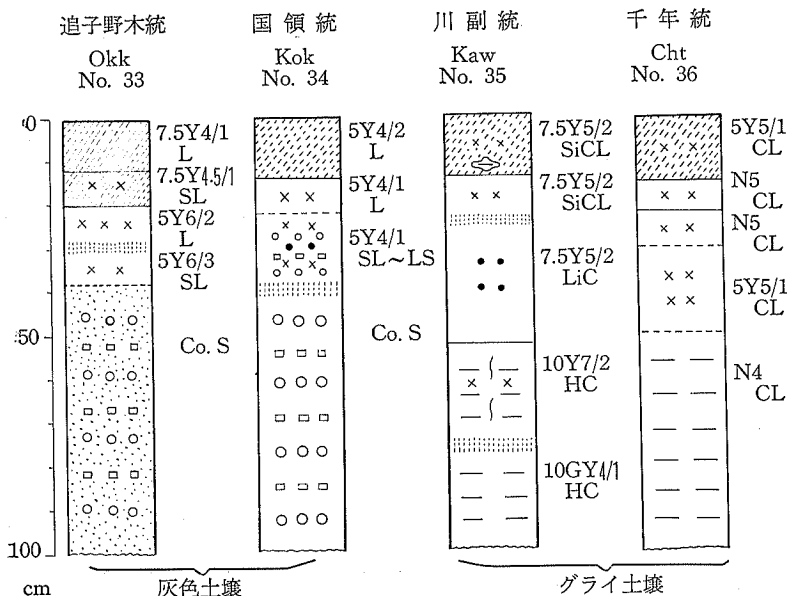 追子野木統
Okk
No. 33
国領統
Kok
No. 34
川副統
Kaw
No. 35
千年統
Cht
No. 36
0
50
100
cm
7.5Y4/1
L
7.5Y4.5/1
SL
5Y6/2
L
5Y6/3
SL
Co. S
5Y4/2
L
5Y4/1
L
5Y4/1
SL~LS
Co. S
7.5Y5/2
SiCL
7.5Y5/2
SiCL
7.5Y5/2
LiC
10Y7/2
HC
10GY4/1
HC
5Y5/1
CL
N5
CL
N5
CL
5Y5/1
CL
N4
CL
灰色土壌
グライ土壌